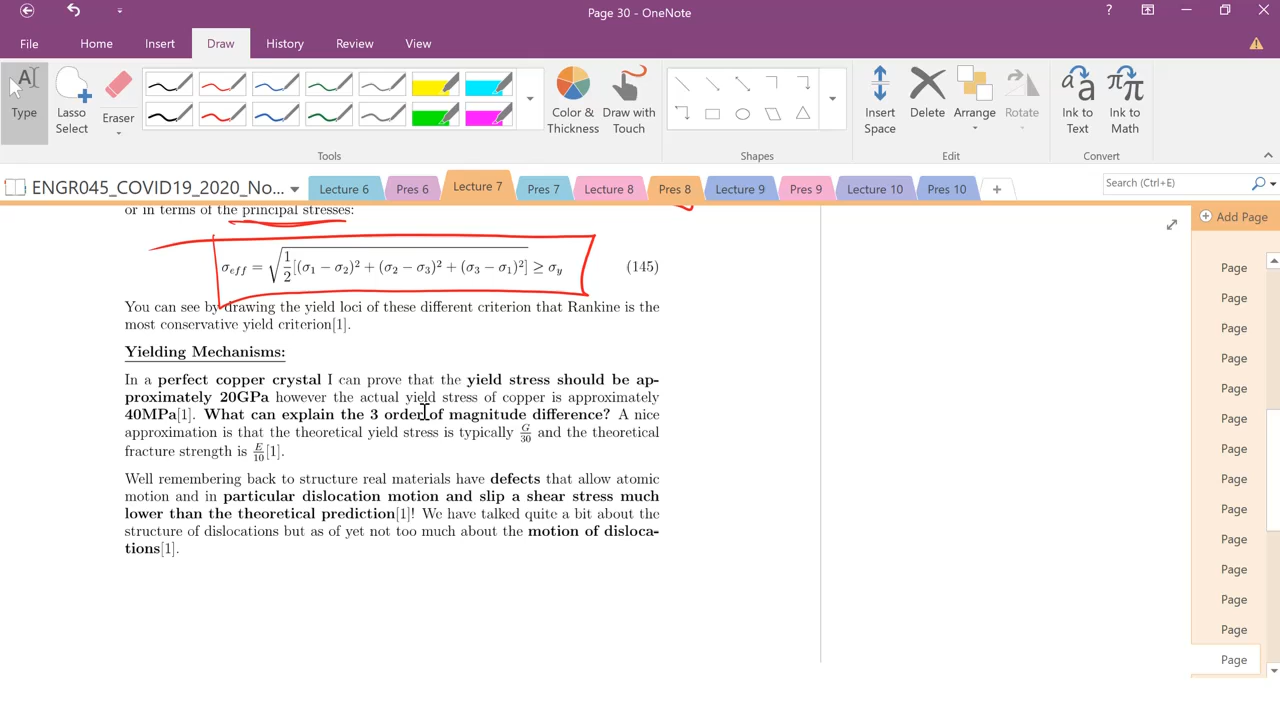 Page 30 - OneNote
?
File
Home
Insert
Draw
History
Review
View
Type
Lasso
Select
Eraser
Color &
Thickness
Draw with
Touch
Insert
Space
Delete
Arrange
Rotate
Ink to
Text
Ink to
Math
Tools
Shapes
Edit
Convert
ENGR045_COVID19_2020_No...
Lecture 6
Pres 6
Lecture 7
Pres 7
Lecture 8
Pres 8
Lecture 9
Pres 9
Lecture 10
Pres 10
Search (Ctrl+E)
Add Page
or in terms of the principal stresses:
σ_eff = √(1/2[(σ₁ − σ₂)² + (σ₂ − σ₃)² + (σ₃ − σ₁)²]) ≥ σ_y (145)
You can see by drawing the yield loci of these different criterion that Rankine is the
most conservative yield criterion[1].
Yielding Mechanisms:
In a perfect copper crystal I can prove that the yield stress should be ap-
proximately 20GPa however the actual yield stress of copper is approximately
40MPa[1]. What can explain the 3 order of magnitude difference? A nice
approximation is that the theoretical yield stress is typically G/30 and the theoretical
fracture strength is E/10[1].
Well remembering back to structure real materials have defects that allow atomic
motion and in particular dislocation motion and slip a shear stress much
lower than the theoretical prediction[1]! We have talked quite a bit about the
structure of dislocations but as of yet not too much about the motion of disloca-
tions[1].
Page
Page
Page
Page
Page
Page
Page
Page
Page
Page
Page
Page
Page
Page